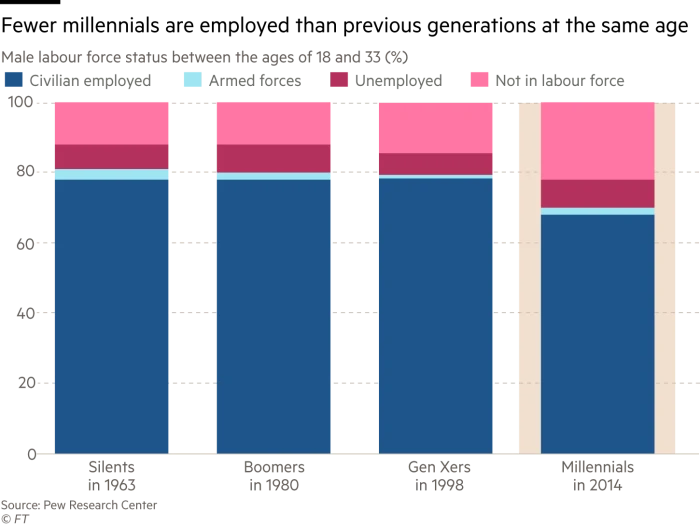 Fewer millennials are employed than previous generations at the same age
Male labour force status between the ages of 18 and 33 (%)
Civilian employed Armed forces Unemployed Not in labour force
100
80
60
40
20
0
Silents in 1963
Boomers in 1980
Gen Xers in 1998
Millennials in 2014
Source: Pew Research Center
© FT